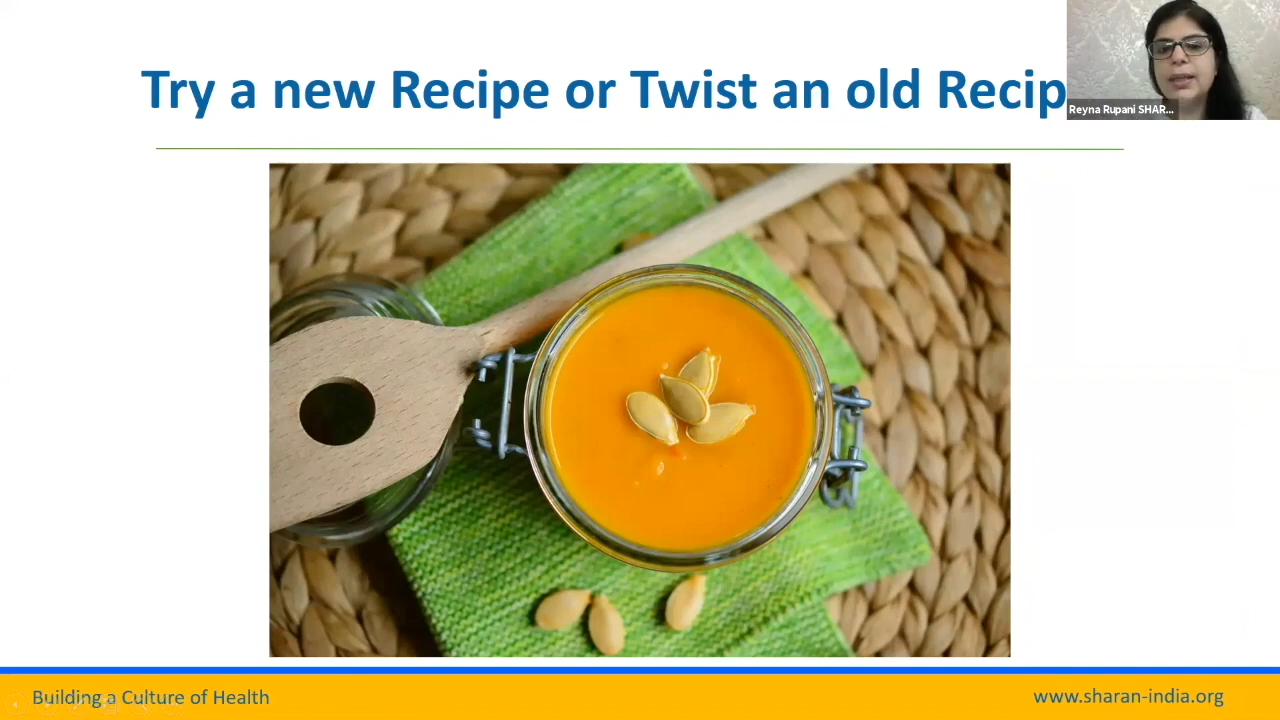 Try a new Recipe or Twist an old Recip
Reyna Rupani SHAR...
Building a Culture of Health
www.sharan-india.org